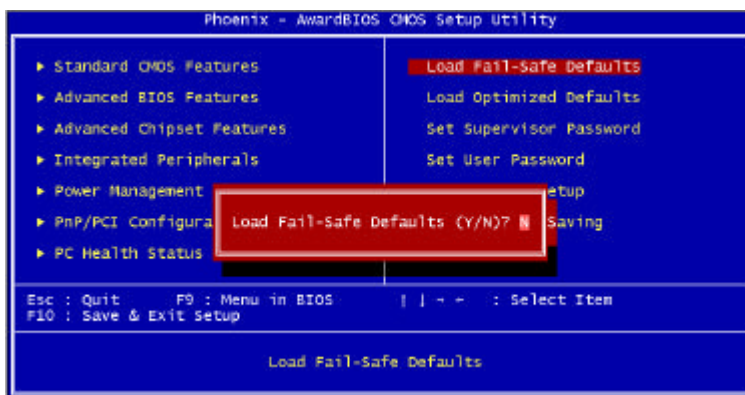 Phoenix - AwardBIOS CMOS Setup Utility
▸ Standard CMOS Features
▸ Advanced BIOS Features
▸ Advanced Chipset Features
▸ Integrated Peripherals
▸ Power Management
▸ PnP/PCI Configura
▸ PC Health Status
Load Fail-Safe Defaults
Load Optimized Defaults
Set Supervisor Password
Set User Password
etup
Saving
Load Fail-Safe Defaults (Y/N)? N
Esc : Quit F9 : Menu in BIOS ↑ ↓ → ← : Select Item
F10 : Save & Exit Setup
Load Fail-Safe Defaults